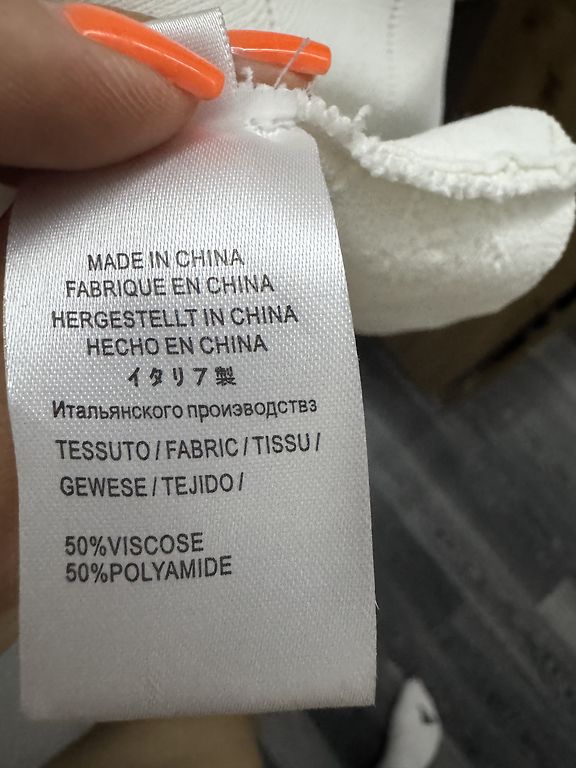 MADE IN CHINA
FABRIQUE EN CHINA
HERGESTELLT IN CHINA
HECHO EN CHINA
イタリア製
Итальянского проиэводствз
TESSUTO / FABRIC / TISSU /
GEWESE / TEJIDO /
50%VISCOSE
50%POLYAMIDE